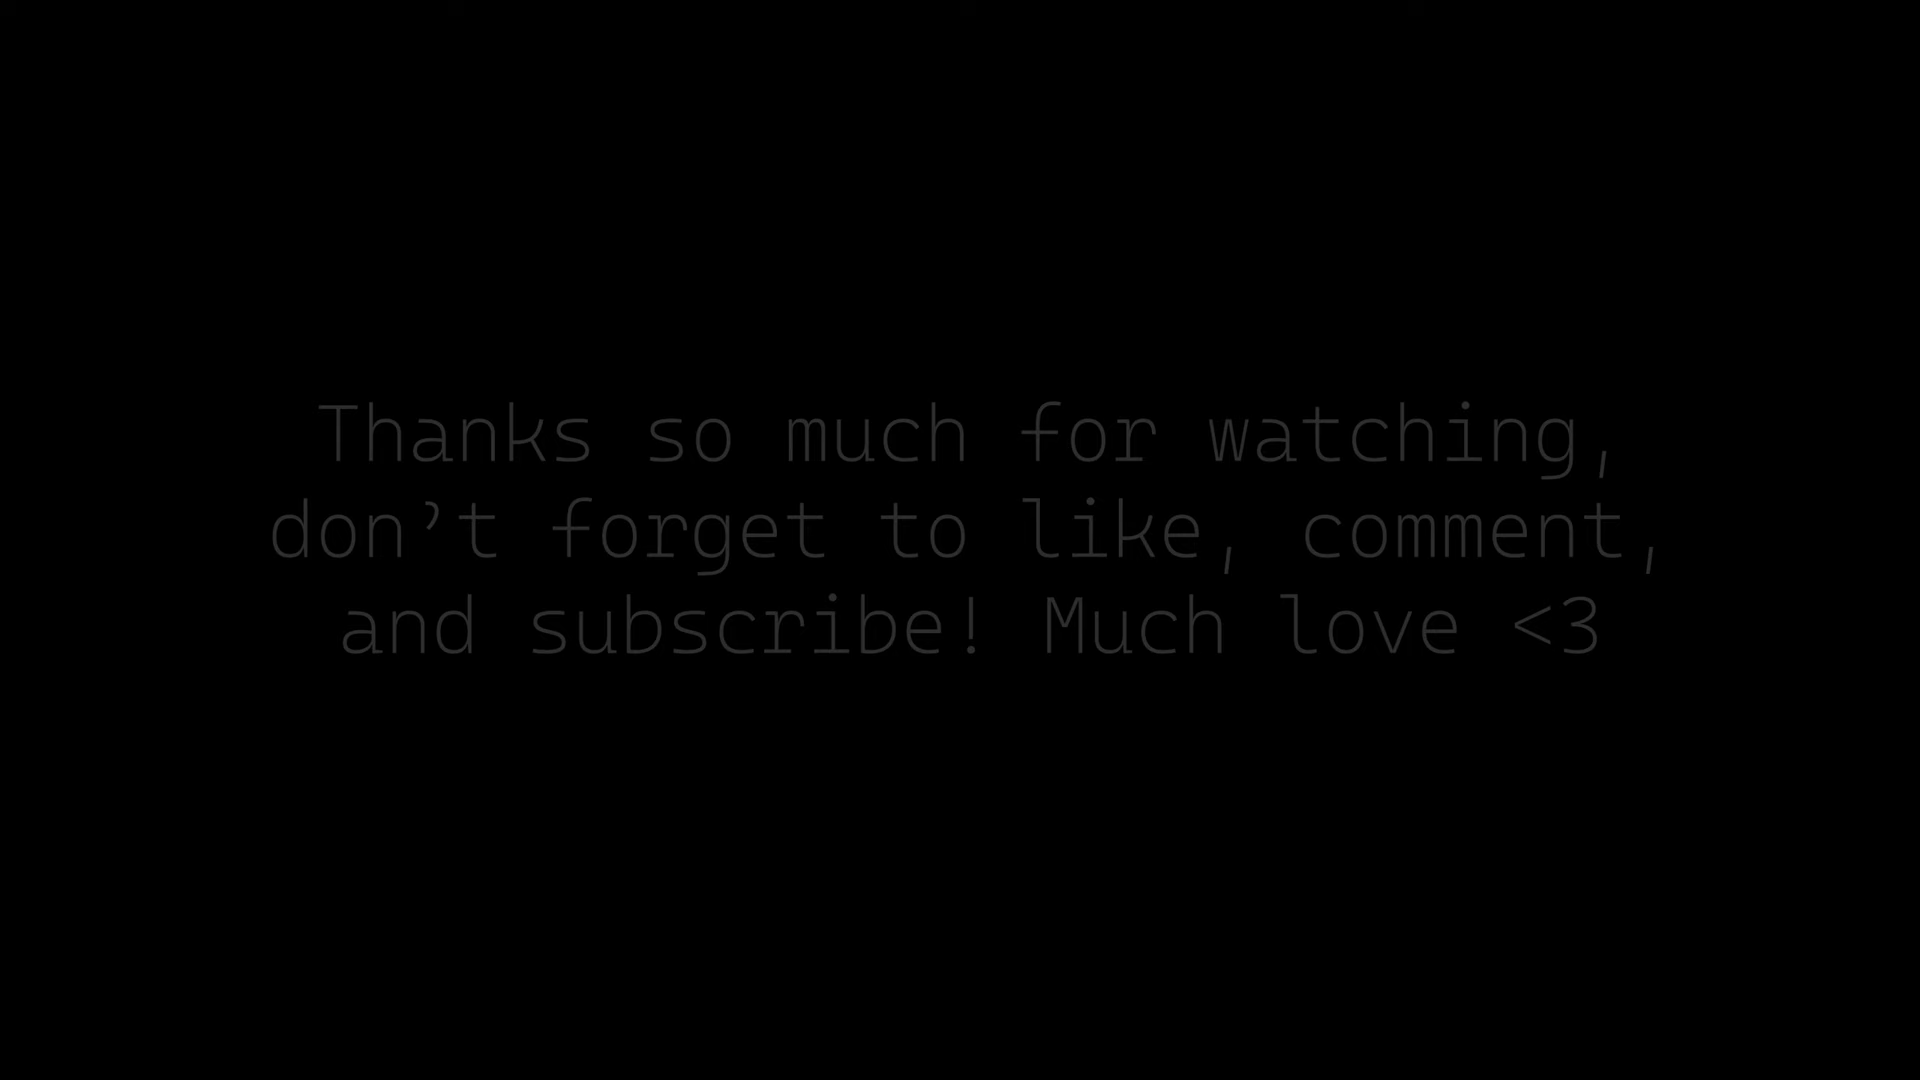 Thanks so much for watching,
don’t forget to like, comment,
and subscribe! Much love <3